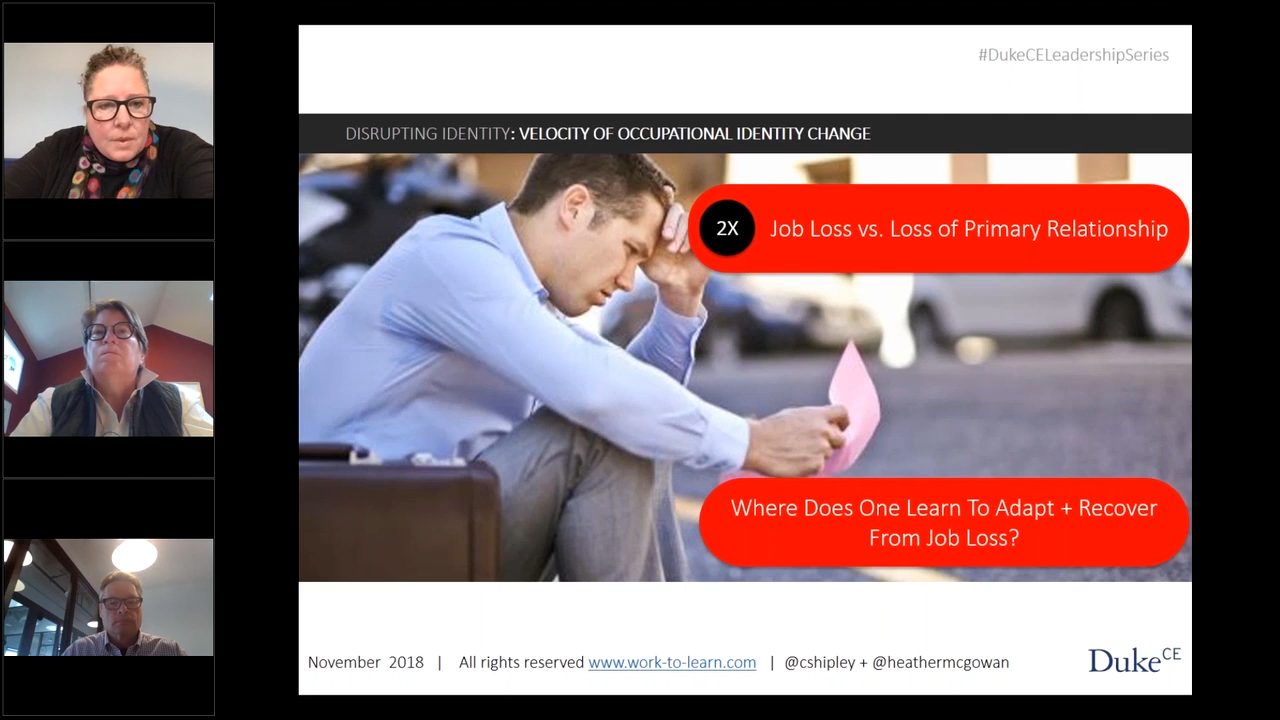 #DukeCELeadershipSeries
DISRUPTING IDENTITY: VELOCITY OF OCCUPATIONAL IDENTITY CHANGE
2X Job Loss vs. Loss of Primary Relationship
Where Does One Learn To Adapt + Recover
From Job Loss?
November 2018 | All rights reserved www.work-to-learn.com | @cshipley + @heathermcgowan
Duke CE